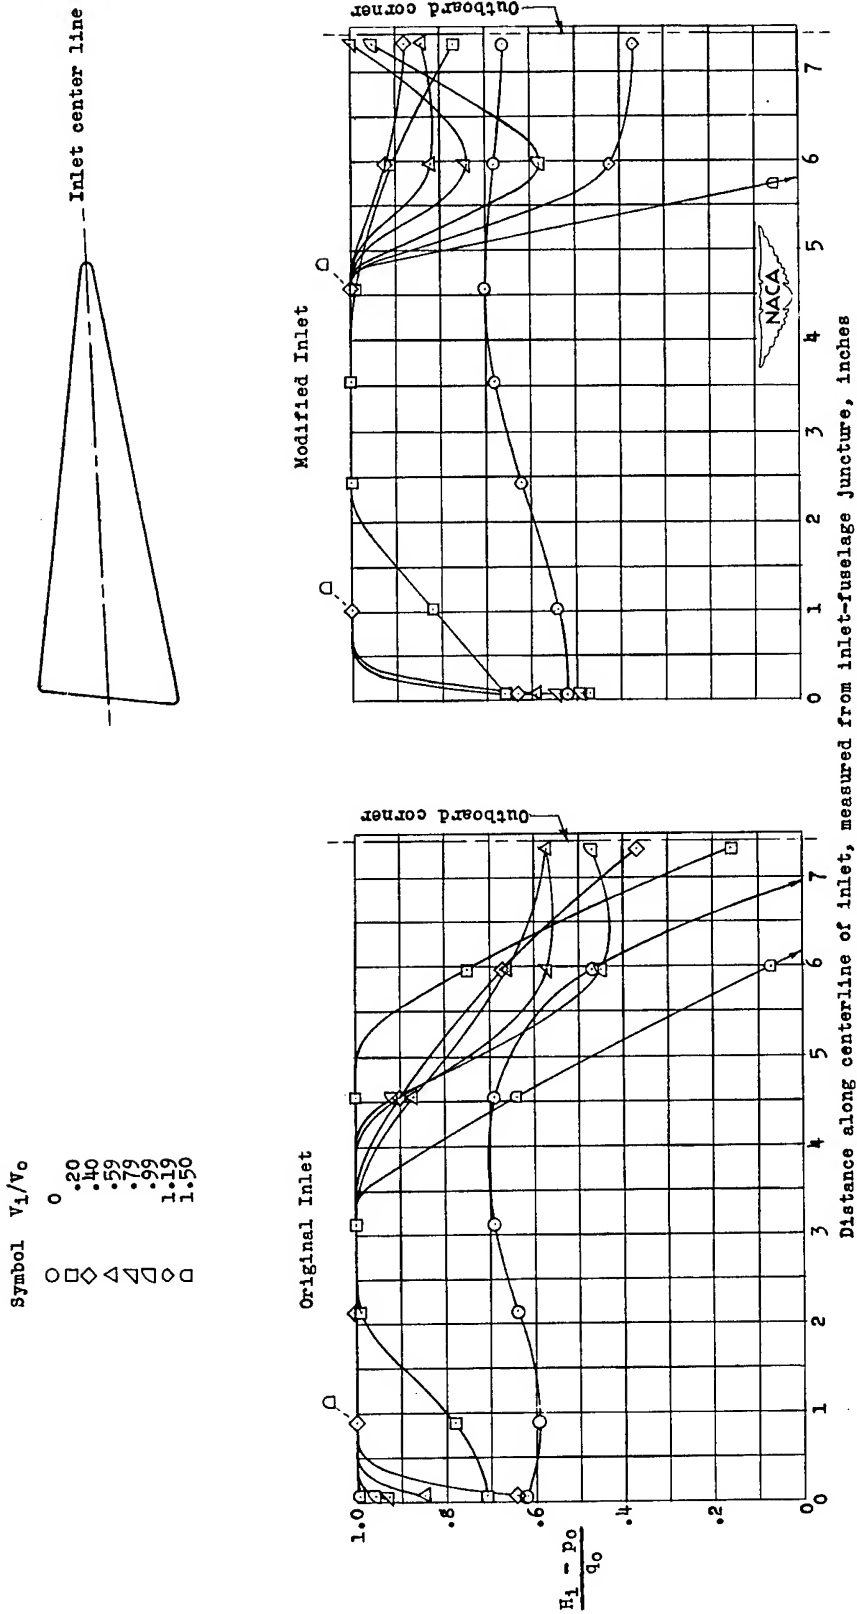 Symbol V₁/V₀
0
.20
.40
.59
.79
.99
1.19
1.50
Inlet center line
Original Inlet
Outboard corner
1.0
.8
.6
.4
.2
0
H₁ - p₀
q₀
0 1 2 3 4 5 6 7
Modified Inlet
Outboard corner
NACA
0 1 2 3 4 5 6 7
Distance along centerline of inlet, measured from inlet-fuselage juncture, inches